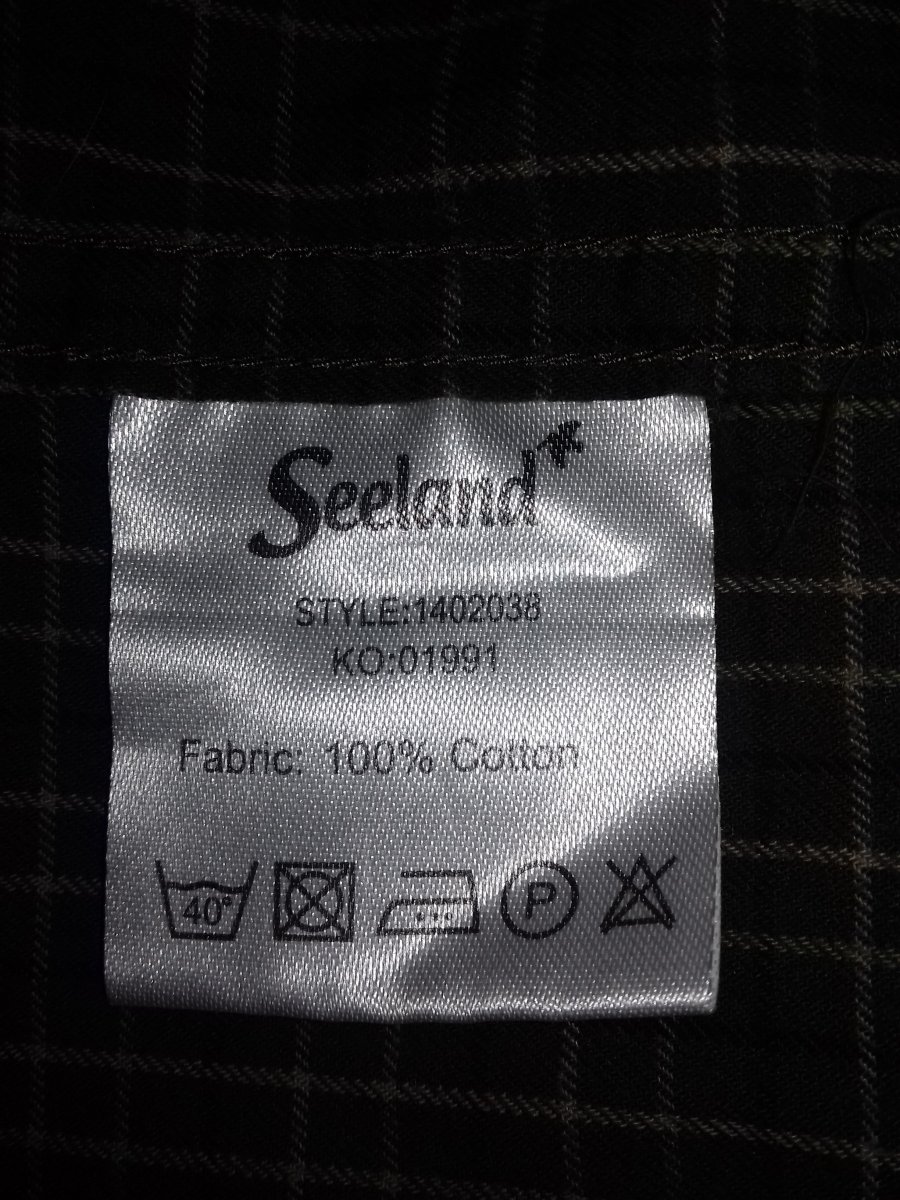 Seeland
STYLE:1402038
KO:01991
Fabric: 100% Cotton
40° P